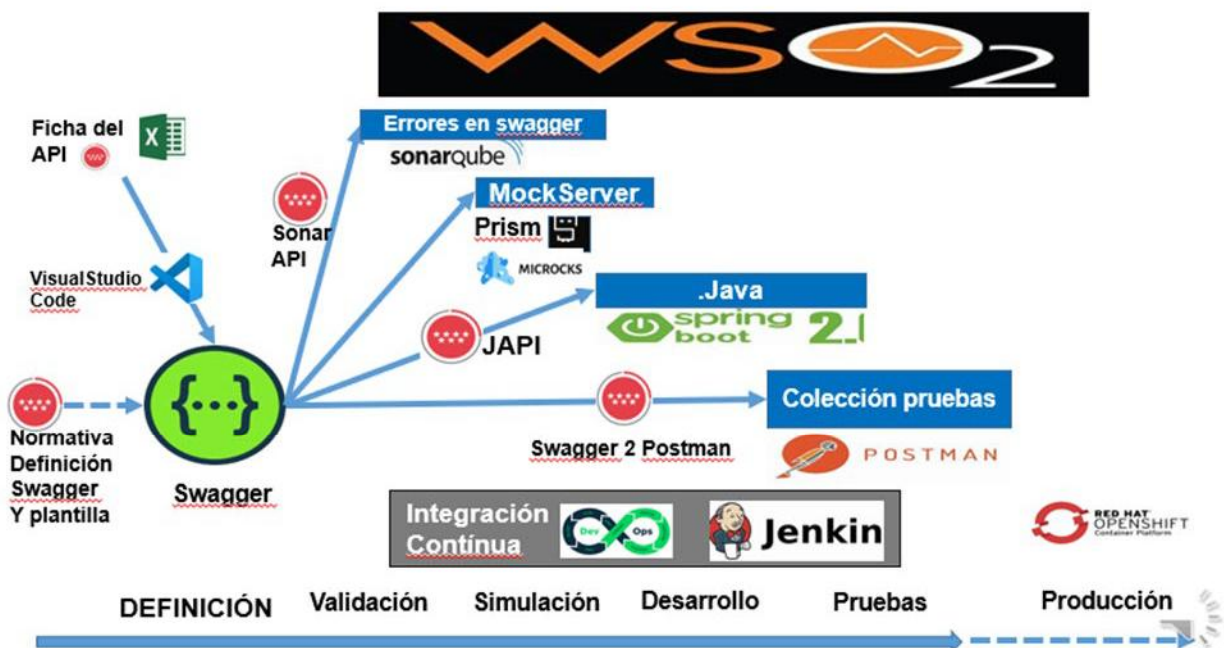 WSO2
Ficha del
API
Errores en swagger
sonarqube
Sonar
API
MockServer
Prism
MICROCKS
VisualStudio
Code
.Java
spring
boot
2.
JAPI
Normativa
Definición
Swagger
Y plantilla
{···}
Swagger
Swagger 2 Postman
Colección pruebas
POSTMAN
Integración
Contínua
Dev
Ops
Jenkin
RED HAT
OPENSHIFT
Container Platform
DEFINICIÓN
Validación
Simulación
Desarrollo
Pruebas
Producción